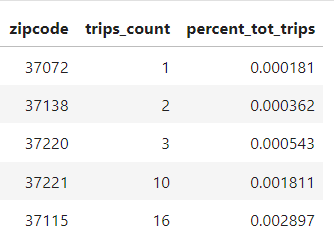 zipcode trips_count percent_tot_trips
37072 1 0.000181
37138 2 0.000362
37220 3 0.000543
37221 10 0.001811
37115 16 0.002897